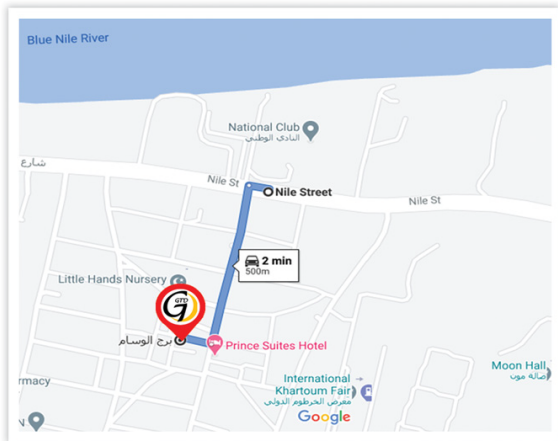 Blue Nile River
National Club
النادي الوطني
شارع
Nile St
Nile Street
Nile St
2 min
500m
Little Hands Nursery
GTD
برج الوسام
Prince Suites Hotel
Moon Hall
صالة مون
International
Khartoum Fair
معرض الخرطوم الدولي
rmacy
Google